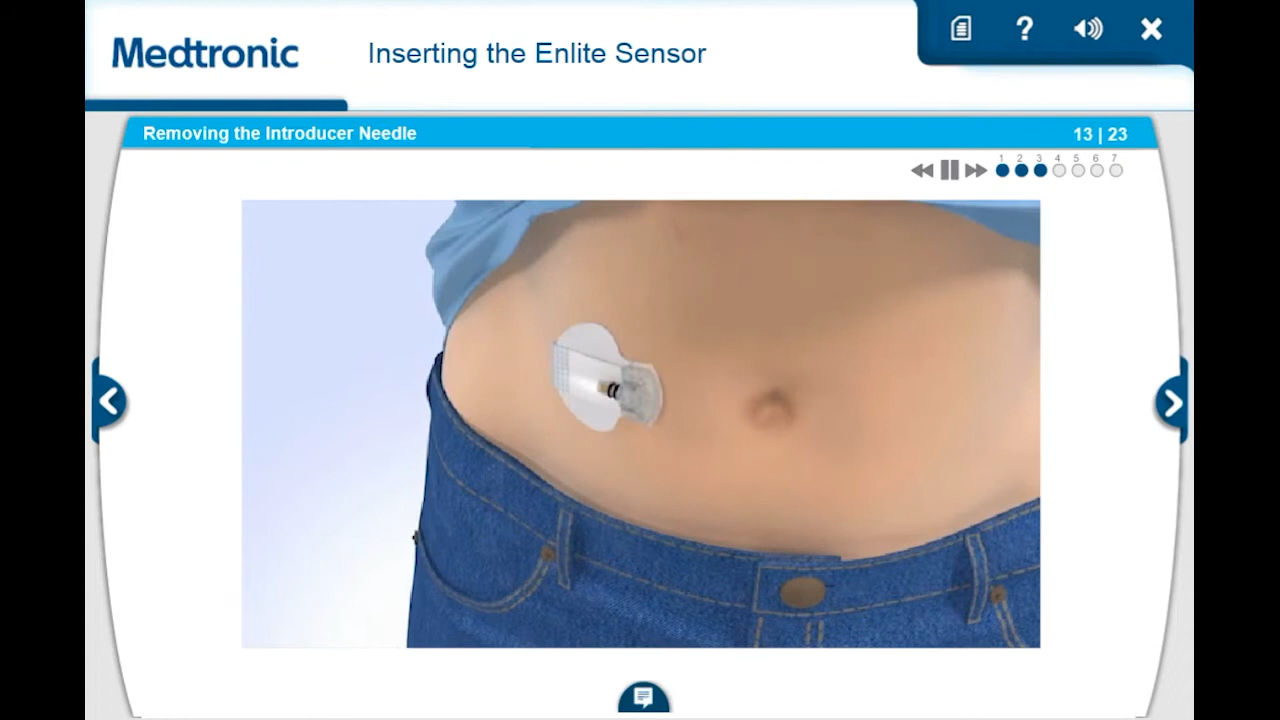 Medtronic
Inserting the Enlite Sensor
?
Removing the Introducer Needle
13 | 23
1 2 3 4 5 6 7